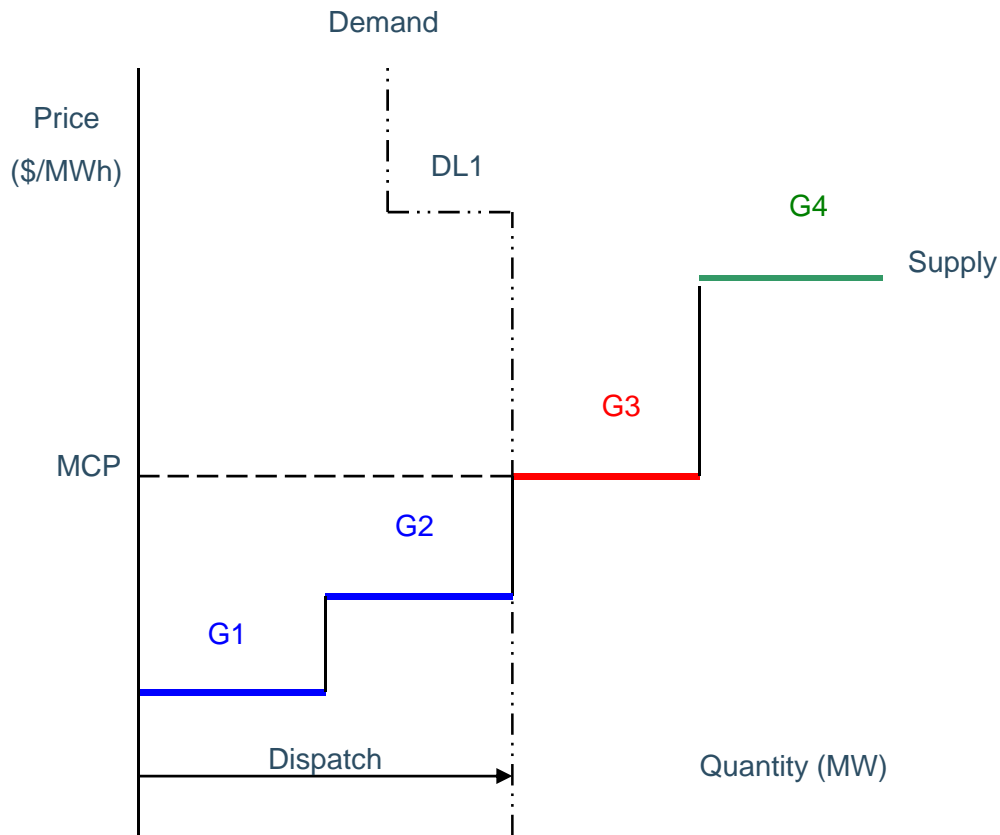 Demand
Price
($/MWh)
DL1
G4
Supply
G3
MCP
G2
G1
Dispatch
Quantity (MW)